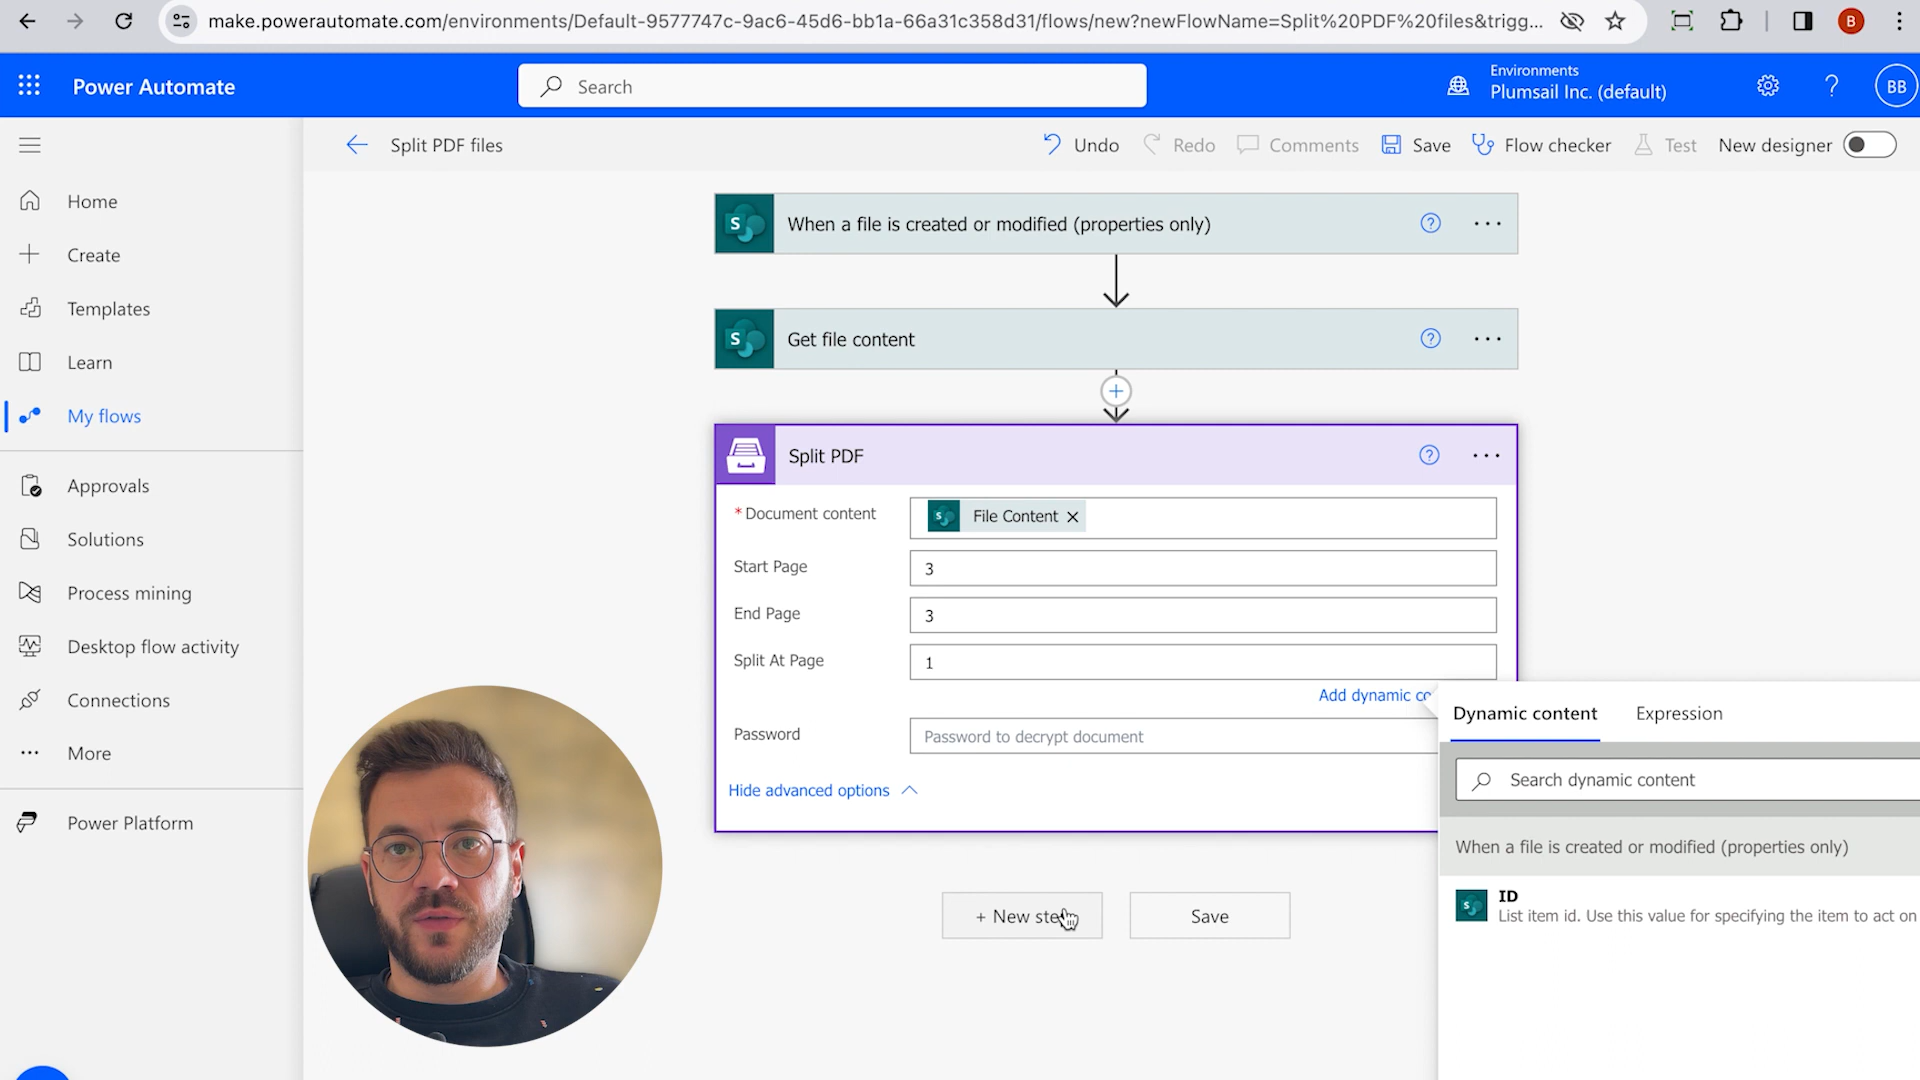 make.powerautomate.com/environments/Default-9577747c-9ac6-45d6-bb1a-66a31c358d31/flows/new?newFlowName=Split%20PDF%20files&trigg...
B
Power Automate
Search
Environments
Plumsail Inc. (default)
?
BB
Split PDF files
Undo
Redo
Comments
Save
Flow checker
Test
New designer
Home
Create
Templates
Learn
My flows
Approvals
Solutions
Process mining
Desktop flow activity
Connections
More
Power Platform
When a file is created or modified (properties only)
Get file content
Split PDF
* Document content
File Content
Start Page
3
End Page
3
Split At Page
1
Add dynamic co
Password
Password to decrypt document
Hide advanced options
+ New ste
Save
Dynamic content
Expression
Search dynamic content
When a file is created or modified (properties only)
ID
List item id. Use this value for specifying the item to act on